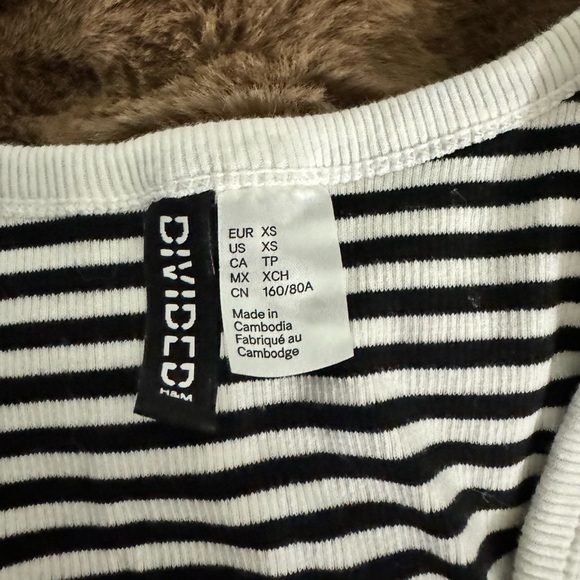 DIVIDED
H&M
EUR XS
US XS
CA TP
MX XCH
CN 160/80A
Made in
Cambodia
Fabriqué au
Cambodge